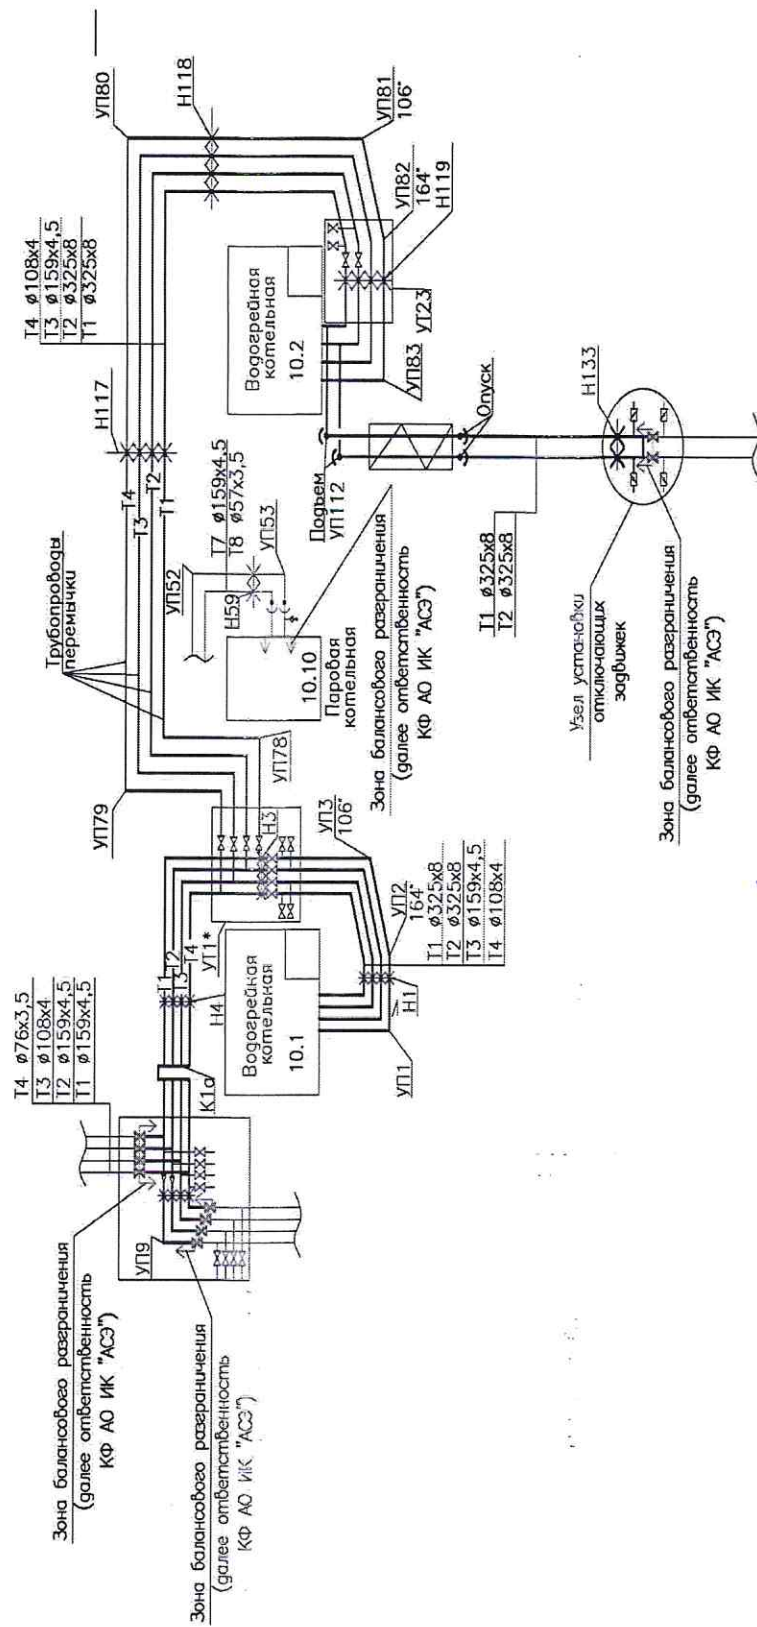 Зона балансового разграничения
(далее ответственность
КФ АО ИК "АСЭ")
Зона балансового разграничения
(далее ответственность
КФ АО ИК "АСЭ")
Т4 ø76х3,5
Т3 ø108х4
Т2 ø159х4,5
Т1 ø159х4,5
УП9
К1а
Т1
Т2
Т3
Т4
Н4
УТ1*
Водогрейная
котельная
10.1
УП1
Н1
УП2
164°
УП3
106°
Т1 ø325х8
Т2 ø325х8
Т3 ø159х4,5
Т4 ø108х4
Н3
УП78
УП79
Трубопроводы
перемычки
Т4
Т3
Т2
Т1
Н117
Т4 ø108х4
Т3 ø159х4,5
Т2 ø325х8
Т1 ø325х8
УП80
Н118
УП81
106°
УП82
164°
Н119
УТ23
УП83
Водогрейная
котельная
10.2
УП52
Н59
Т7 ø159х4,5
Т8 ø57х3,5
УП53
10.10
Паровая
котельная
Зона балансового разграничения
(далее ответственность
КФ АО ИК "АСЭ")
Подъем
УП112
Опуск
Т1 ø325х8
Т2 ø325х8
Н133
Узел установки
отключающих
задвижек
Зона балансового разграничения
(далее ответственность
КФ АО ИК "АСЭ")